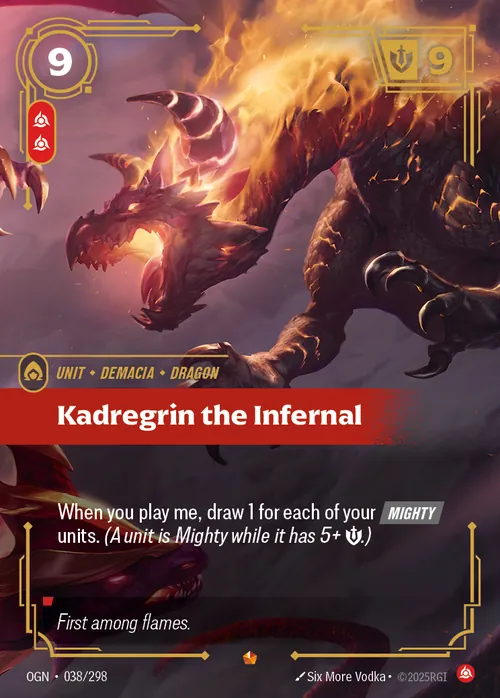 9
9
UNIT • DEMACIA • DRAGON
Kadregrin the Infernal
When you play me, draw 1 for each of your MIGHTY
units. (A unit is Mighty while it has 5+ .)
First among flames.
OGN • 038/298
Six More Vodka • ©2025RGI